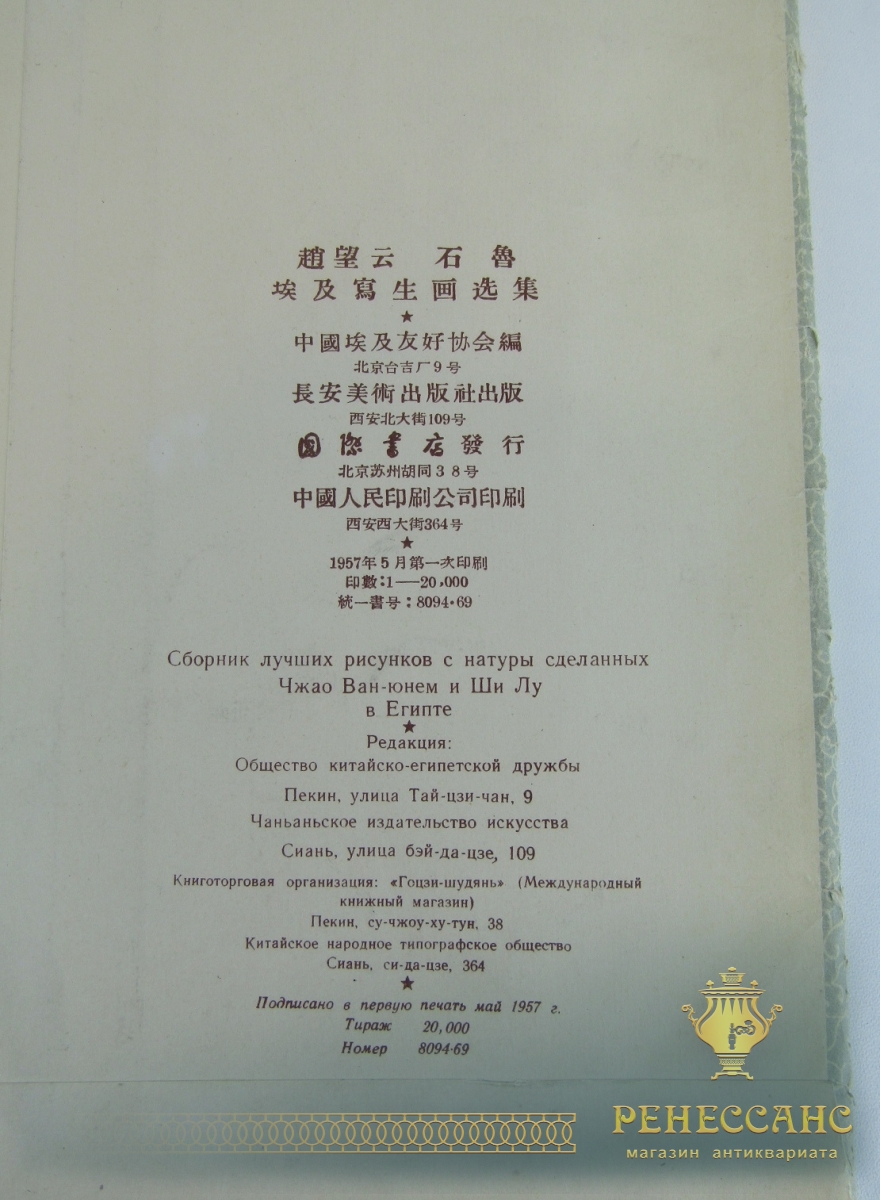 趙望云 石魯
埃及寫生画选集
★
中國埃及友好协会編
北京台吉厂9号
長安美術出版社出版
西安北大街109号
国際書店發行
北京苏州胡同38号
中國人民印刷公司印刷
西安西大街364号
★
1957年5月第一次印刷
印數:1—20,000
統一書号:8094·69
Сборник лучших рисунков с натуры сделанных
Чжао Ван-юнем и Ши Лу
в Египте
★
Редакция:
Общество китайско-египетской дружбы
Пекин, улица Тай-цзи-чан, 9
Чаньаньское издательство искусства
Сиань, улица бэй-да-цзе, 109
Книготорговая организация: «Гоцзи-шудянь» (Международный
книжный магазин)
Пекин, су-чжоу-ху-тун, 38
Китайское народное типографское общество
Сиань, си-да-цзе, 364
★
Подписано в первую печать май 1957 г.
Тираж 20,000
Номер 8094·69
РЕНЕССАНС
магазин антиквариата